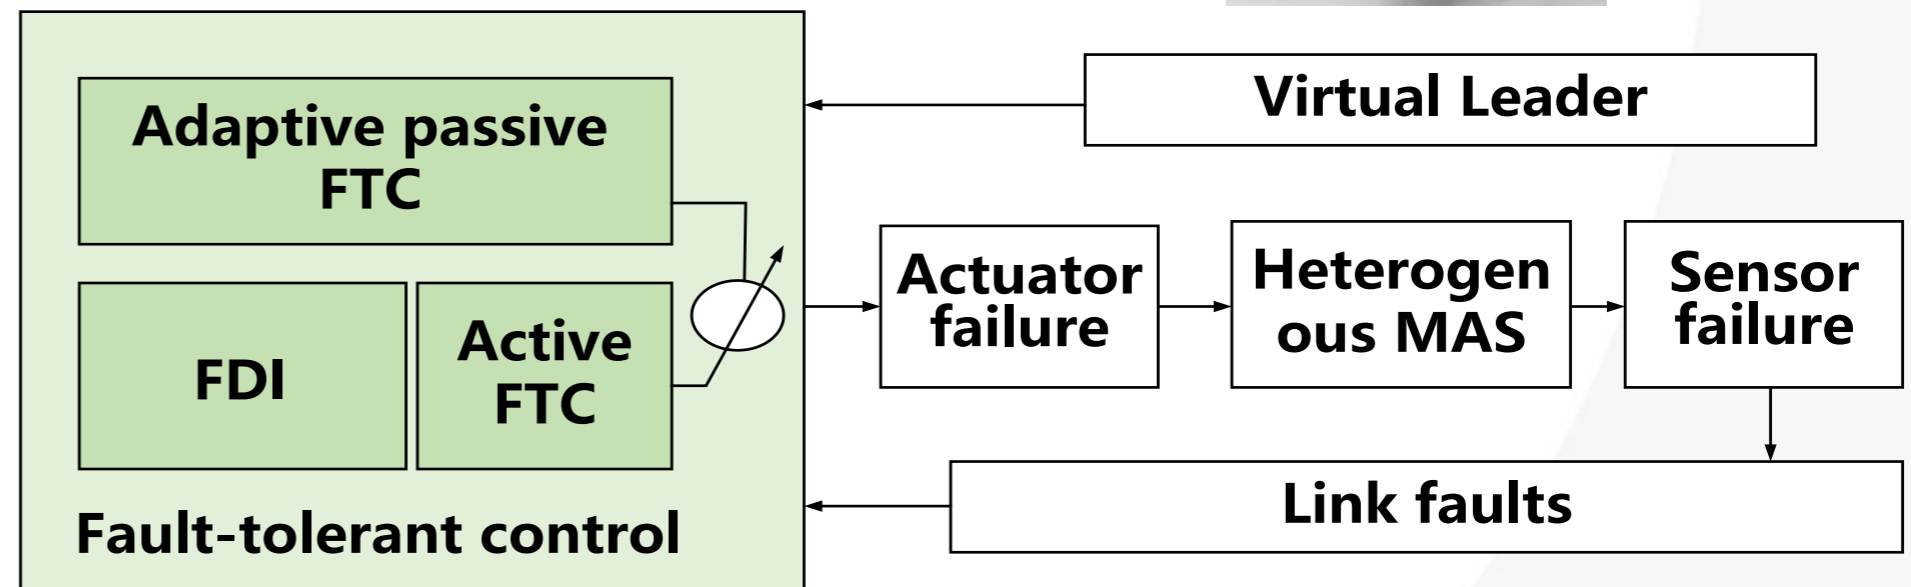 Adaptive passive
FTC
Virtual Leader
Actuator
failure
Heterogen
ous MAS
Sensor
failure
FDI
Active
FTC
Link faults
Fault-tolerant control